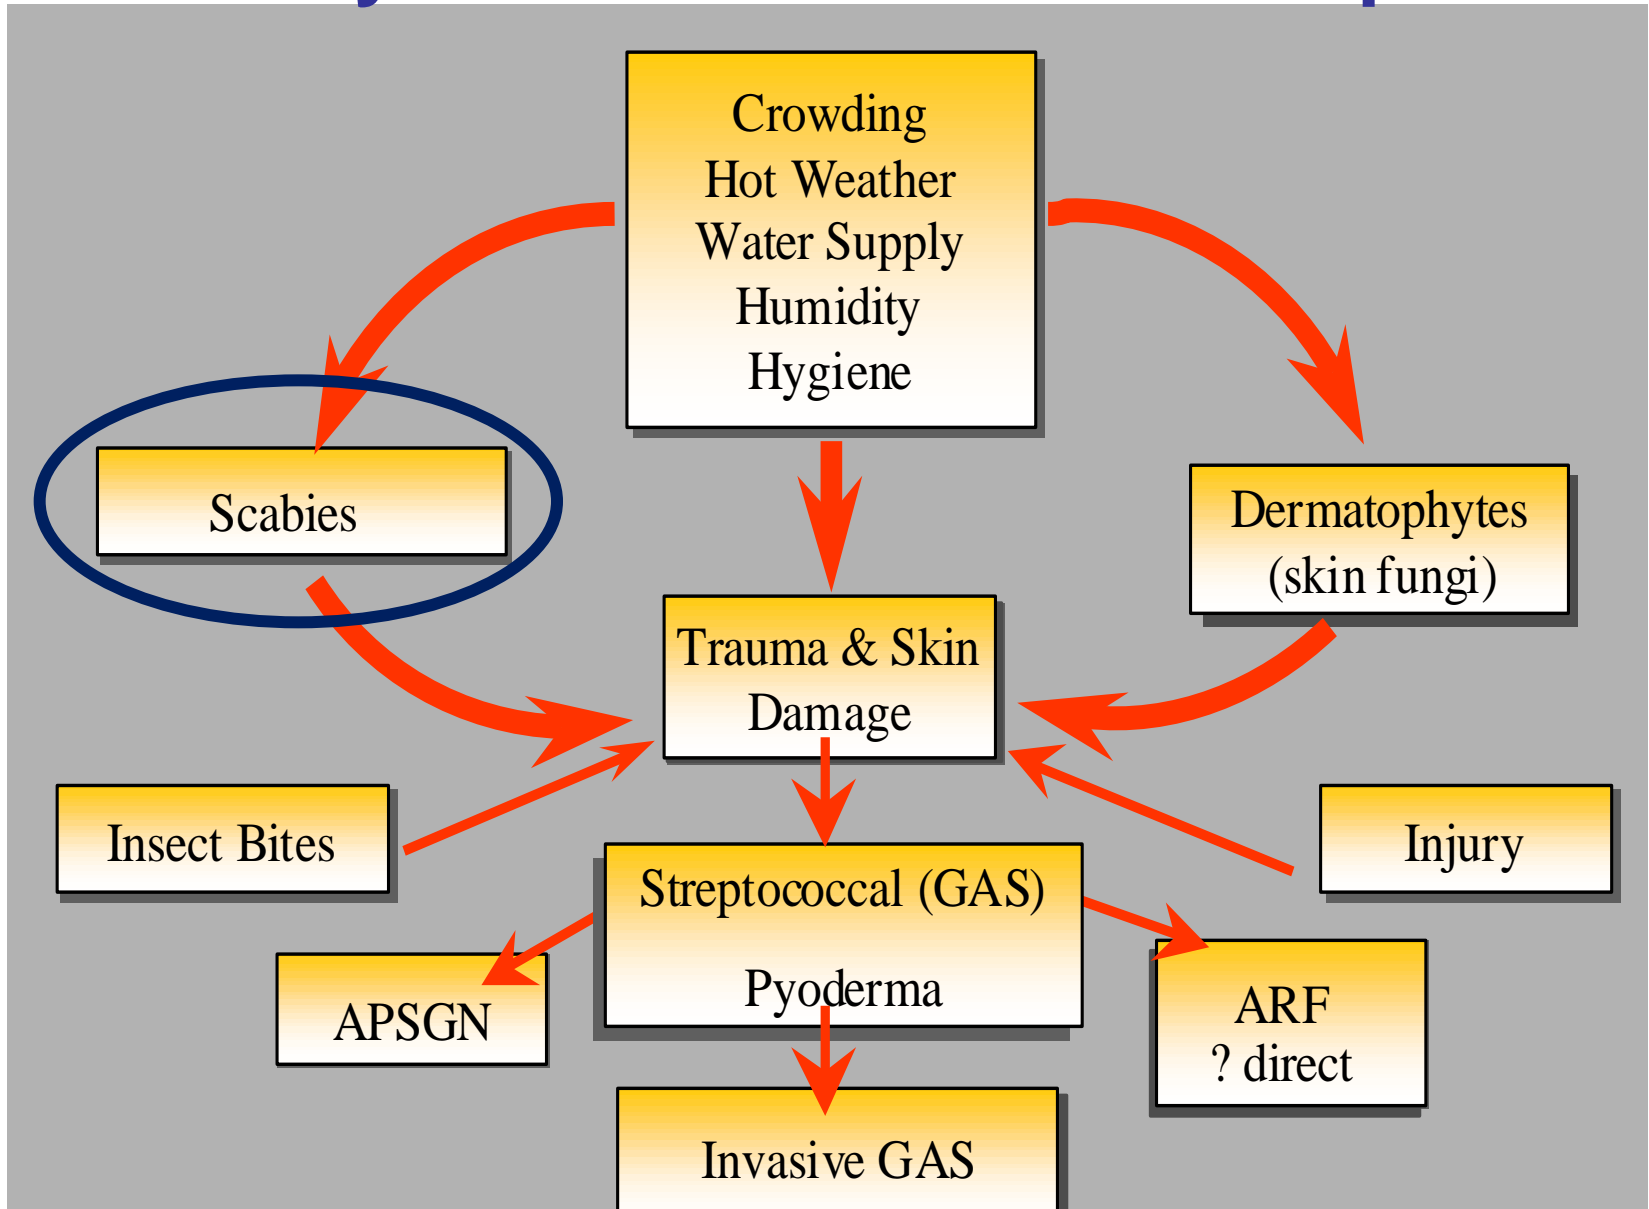 Crowding
Hot Weather
Water Supply
Humidity
Hygiene
Scabies
Dermatophytes
(skin fungi)
Trauma & Skin
Damage
Insect Bites
Injury
Streptococcal (GAS)
Pyoderma
APSGN
ARF
? direct
Invasive GAS